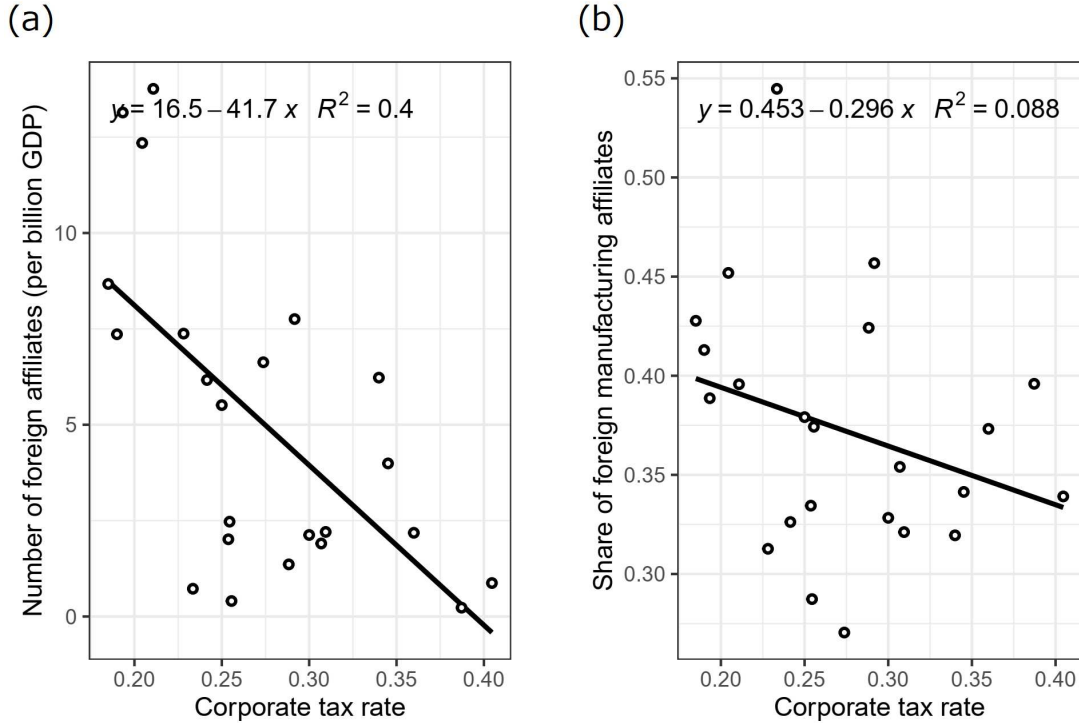 (a)
Number of foreign affiliates (per billion GDP)
10
5
0
y = 16.5 – 41.7 x R² = 0.4
0.20 0.25 0.30 0.35 0.40
Corporate tax rate
(b)
Share of foreign manufacturing affiliates
0.55
0.50
0.45
0.40
0.35
0.30
y = 0.453 – 0.296 x R² = 0.088
0.20 0.25 0.30 0.35 0.40
Corporate tax rate